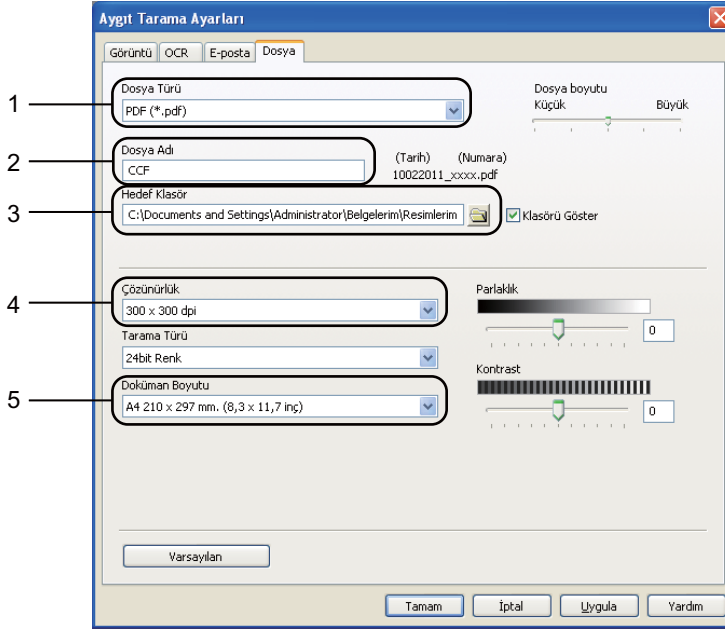 Aygıt Tarama Ayarları
Görüntü OCR E-posta Dosya
1
Dosya Türü
PDF (*.pdf)
Dosya boyutu
Küçük Büyük
2
Dosya Adı
CCF
(Tarih) (Numara)
10022011_xxxx.pdf
3
Hedef Klasör
C:\Documents and Settings\Administrator\Belgelerim\Resimlerim
Klasörü Göster
4
Çözünürlük
300 x 300 dpi
Parlaklık
0
Tarama Türü
24bit Renk
Kontrast
0
5
Doküman Boyutu
A4 210 x 297 mm. (8,3 x 11,7 inç)
Varsayılan
Tamam İptal Uygula Yardım